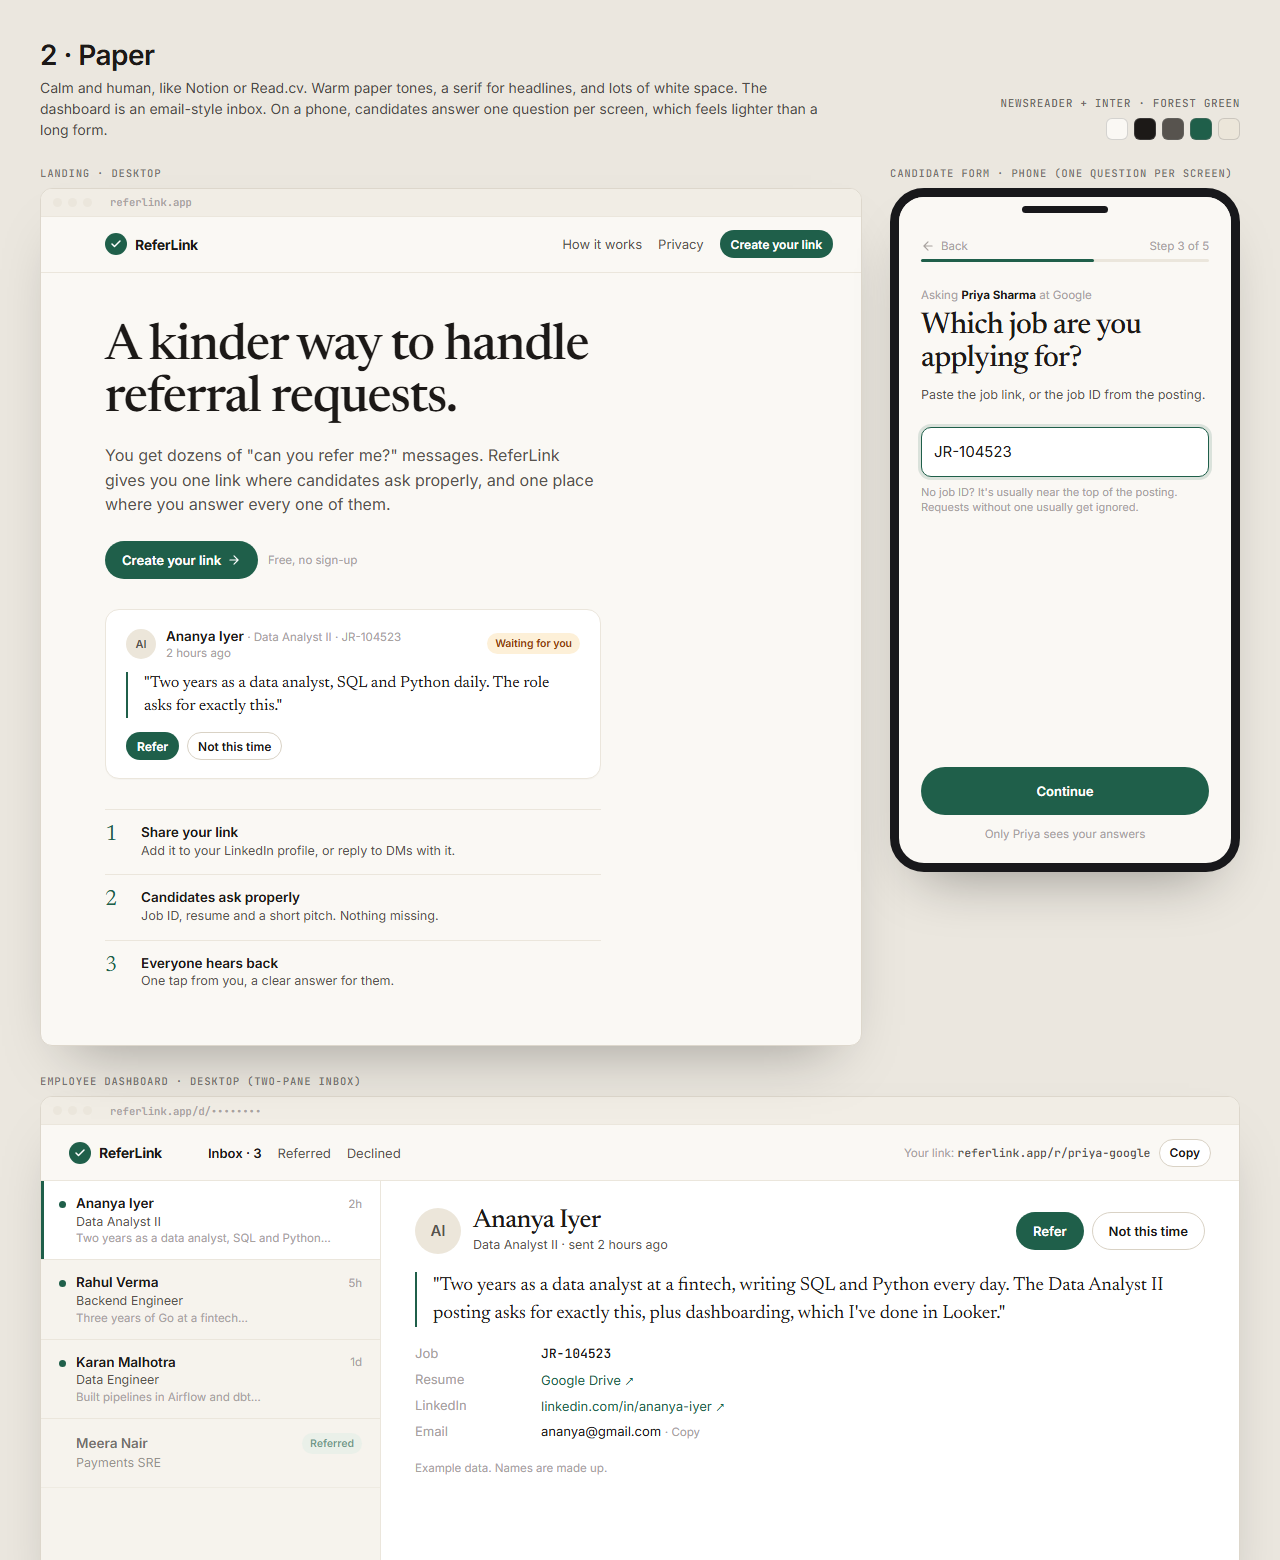 2 · Paper
Calm and human, like Notion or Read.cv. Warm paper tones, a serif for headlines, and lots of white space. The
dashboard is an email-style inbox. On a phone, candidates answer one question per screen, which feels lighter than a
long form.
NEWSREADER + INTER · FOREST GREEN
LANDING · DESKTOP
referlink.app
ReferLink
How it works
Privacy
Create your link
A kinder way to handle
referral requests.
You get dozens of "can you refer me?" messages. ReferLink
gives you one link where candidates ask properly, and one place
where you answer every one of them.
Create your link →
Free, no sign-up
AI
Ananya Iyer · Data Analyst II · JR-104523
2 hours ago
Waiting for you
"Two years as a data analyst, SQL and Python daily. The role
asks for exactly this."
Refer
Not this time
1
Share your link
Add it to your LinkedIn profile, or reply to DMs with it.
2
Candidates ask properly
Job ID, resume and a short pitch. Nothing missing.
3
Everyone hears back
One tap from you, a clear answer for them.
CANDIDATE FORM · PHONE (ONE QUESTION PER SCREEN)
← Back
Step 3 of 5
Asking Priya Sharma at Google
Which job are you
applying for?
Paste the job link, or the job ID from the posting.
JR-104523
No job ID? It's usually near the top of the posting.
Requests without one usually get ignored.
Continue
Only Priya sees your answers
EMPLOYEE DASHBOARD · DESKTOP (TWO-PANE INBOX)
referlink.app/d/••••••••
ReferLink
Inbox · 3
Referred
Declined
Your link: referlink.app/r/priya-google
Copy
Ananya Iyer
2h
Data Analyst II
Two years as a data analyst, SQL and Python...
Rahul Verma
5h
Backend Engineer
Three years of Go at a fintech...
Karan Malhotra
1d
Data Engineer
Built pipelines in Airflow and dbt...
Meera Nair
Referred
Payments SRE
AI
Ananya Iyer
Data Analyst II · sent 2 hours ago
Refer
Not this time
"Two years as a data analyst at a fintech, writing SQL and Python every day. The Data Analyst II
posting asks for exactly this, plus dashboarding, which I've done in Looker."
Job
JR-104523
Resume
Google Drive ↗
LinkedIn
linkedin.com/in/ananya-iyer ↗
Email
ananya@gmail.com · Copy
Example data. Names are made up.